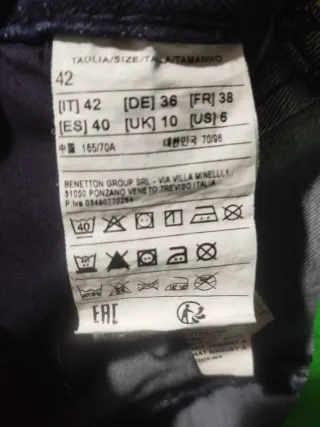 TAGLIA/SIZE/TALLA/TAMANHO
42
[IT] 42 [DE] 36 [FR] 38
[ES] 40 [UK] 10 [US] 6
中国 165/70A 대한민국 70/96
BENETTON GROUP SRL - VIA VILLA MINELLI,1
31050 PONZANO VENETO TREVISO ITALIA
P.Iva 03490770264
40
EAC